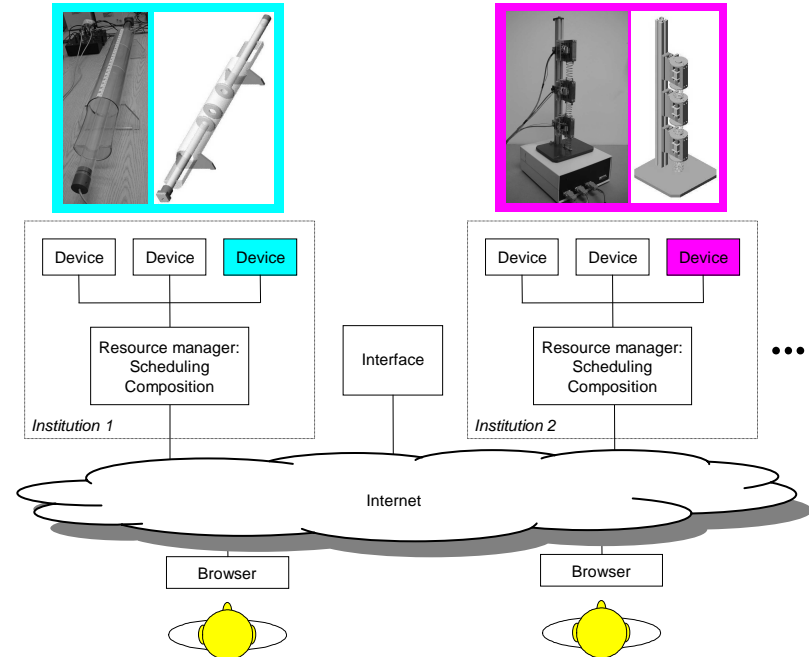 Device
Device
Device
Resource manager:
Scheduling
Composition
Institution 1
Interface
Device
Device
Device
Resource manager:
Scheduling
Composition
Institution 2
•••
Internet
Browser
Browser